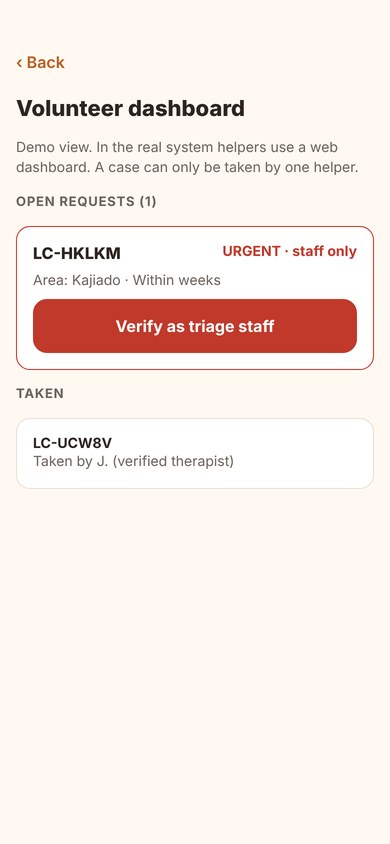 ‹ Back
Volunteer dashboard
Demo view. In the real system helpers use a web
dashboard. A case can only be taken by one helper.
OPEN REQUESTS (1)
LC-HKLKM
URGENT · staff only
Area: Kajiado · Within weeks
Verify as triage staff
TAKEN
LC-UCW8V
Taken by J. (verified therapist)